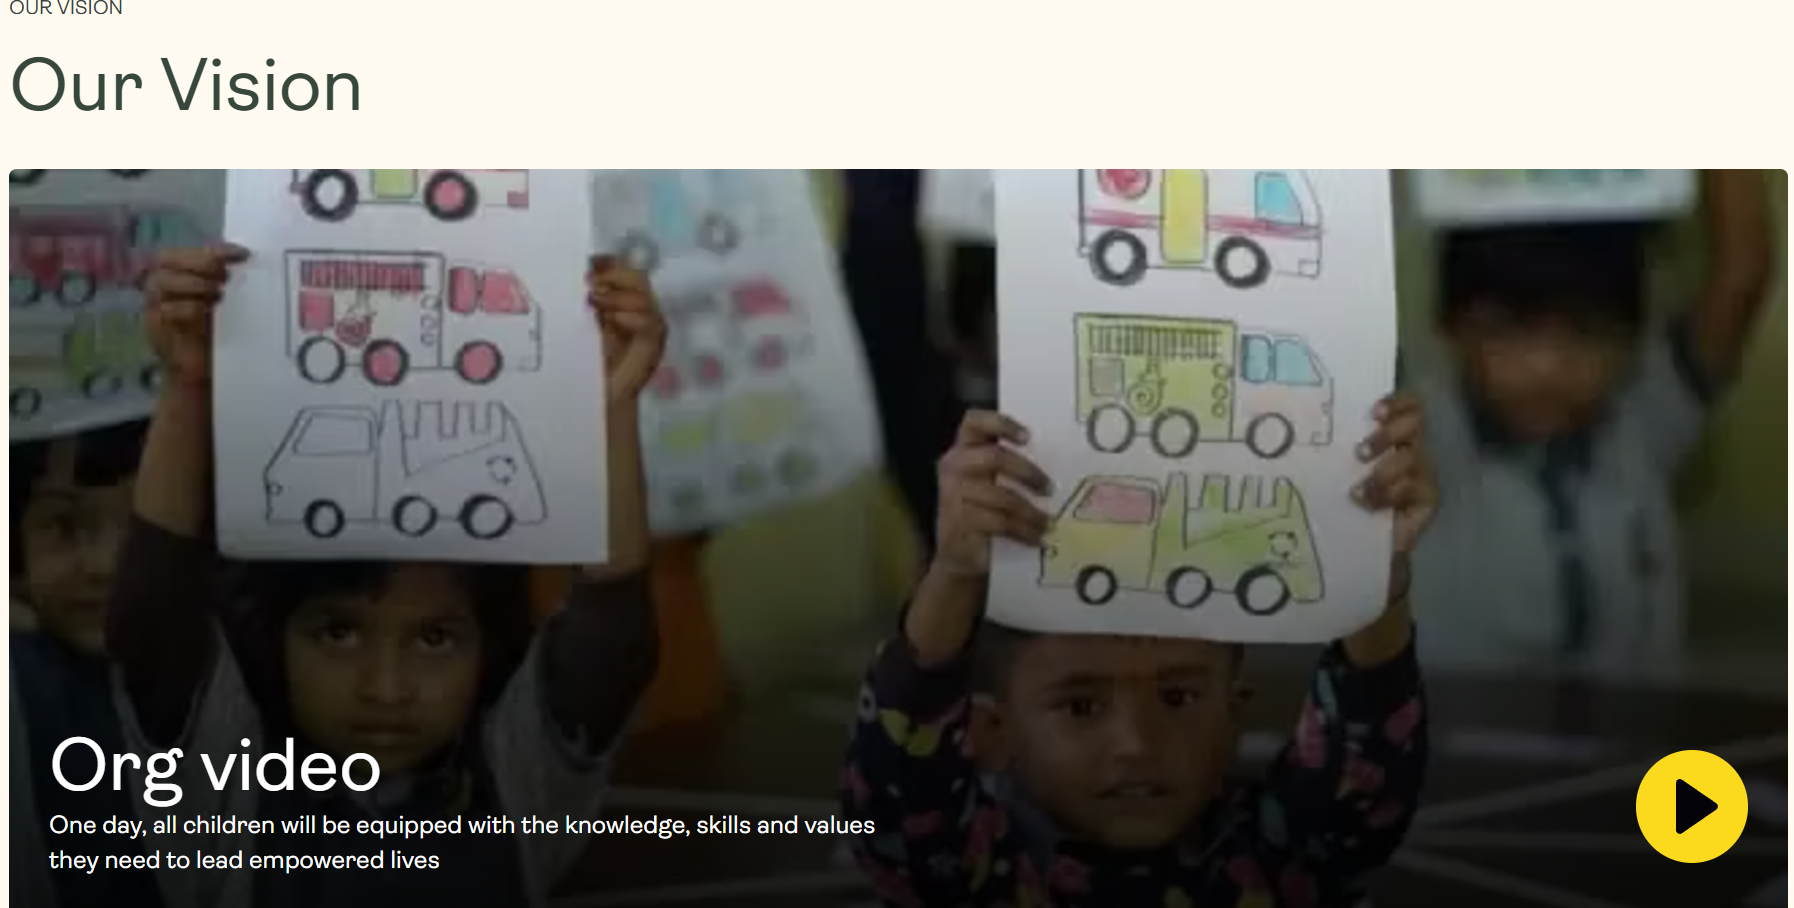 OUR VISION
Our Vision
Org video
One day, all children will be equipped with the knowledge, skills and values
they need to lead empowered lives